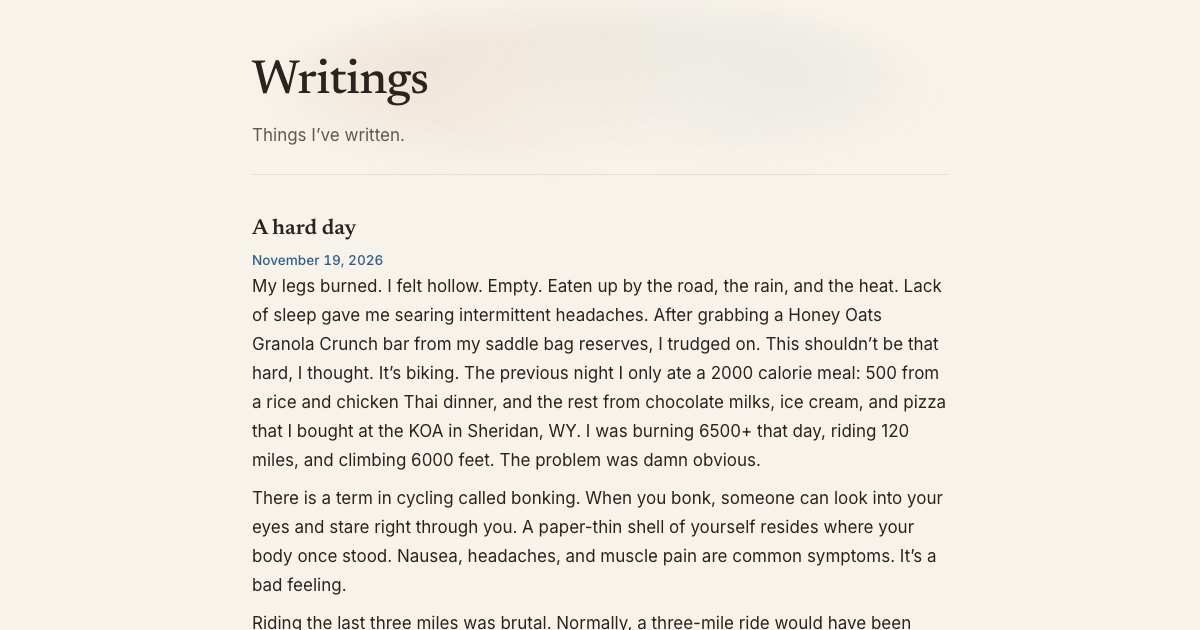 Writings
Things I’ve written.
A hard day
November 19, 2026
My legs burned. I felt hollow. Empty. Eaten up by the road, the rain, and the heat. Lack
of sleep gave me searing intermittent headaches. After grabbing a Honey Oats
Granola Crunch bar from my saddle bag reserves, I trudged on. This shouldn’t be that
hard, I thought. It’s biking. The previous night I only ate a 2000 calorie meal: 500 from
a rice and chicken Thai dinner, and the rest from chocolate milks, ice cream, and pizza
that I bought at the KOA in Sheridan, WY. I was burning 6500+ that day, riding 120
miles, and climbing 6000 feet. The problem was damn obvious.
There is a term in cycling called bonking. When you bonk, someone can look into your
eyes and stare right through you. A paper-thin shell of yourself resides where your
body once stood. Nausea, headaches, and muscle pain are common symptoms. It’s a
bad feeling.
Riding the last three miles was brutal. Normally, a three-mile ride would have been